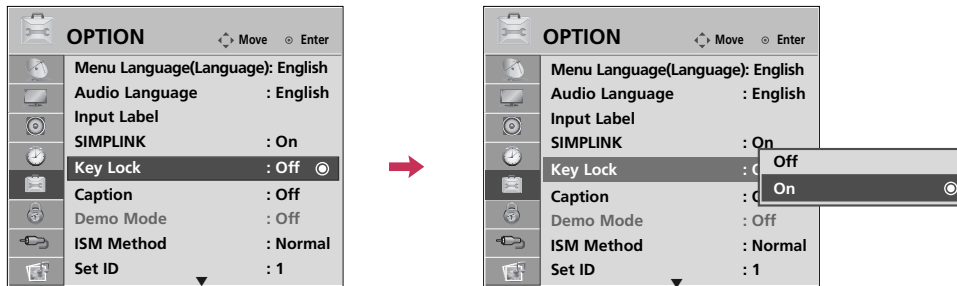 OPTION Move Enter
Menu Language(Language): English
Audio Language : English
Input Label
SIMPLINK : On
Key Lock : Off
Caption : Off
Demo Mode : Off
ISM Method : Normal
Set ID : 1
OPTION Move Enter
Menu Language(Language): English
Audio Language : English
Input Label
SIMPLINK : On
Key Lock :
Caption :
Demo Mode : Off
ISM Method : Normal
Set ID : 1
Off
On